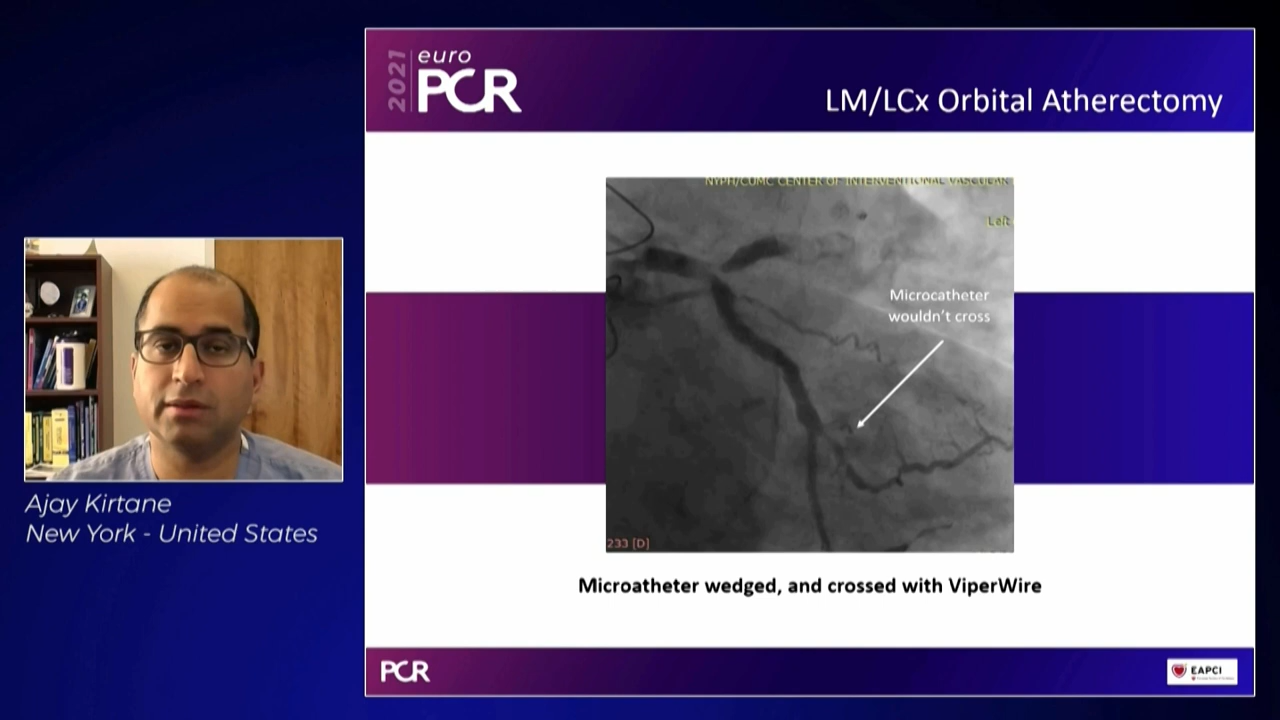 2021
euro
PCR
LM/LCx Orbital Atherectomy
NYPH/CUMC CENTER OF INTERVENTIONAL VASCULAR
Left
Microcatheter
wouldn't cross
233 [D]
Microatheter wedged, and crossed with ViperWire
Ajay Kirtane
New York - United States
PCR
EAPCI